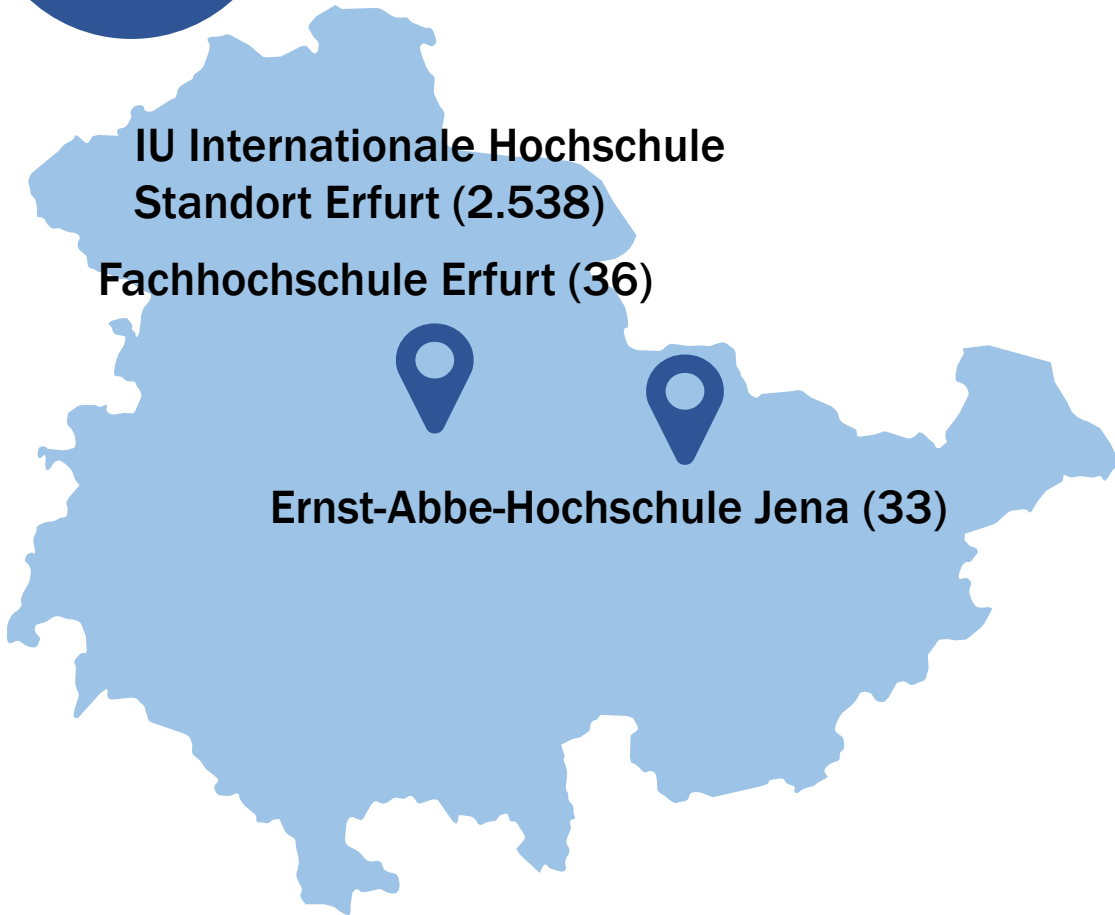 IU Internationale Hochschule
Standort Erfurt (2.538)
Fachhochschule Erfurt (36)
Ernst-Abbe-Hochschule Jena (33)